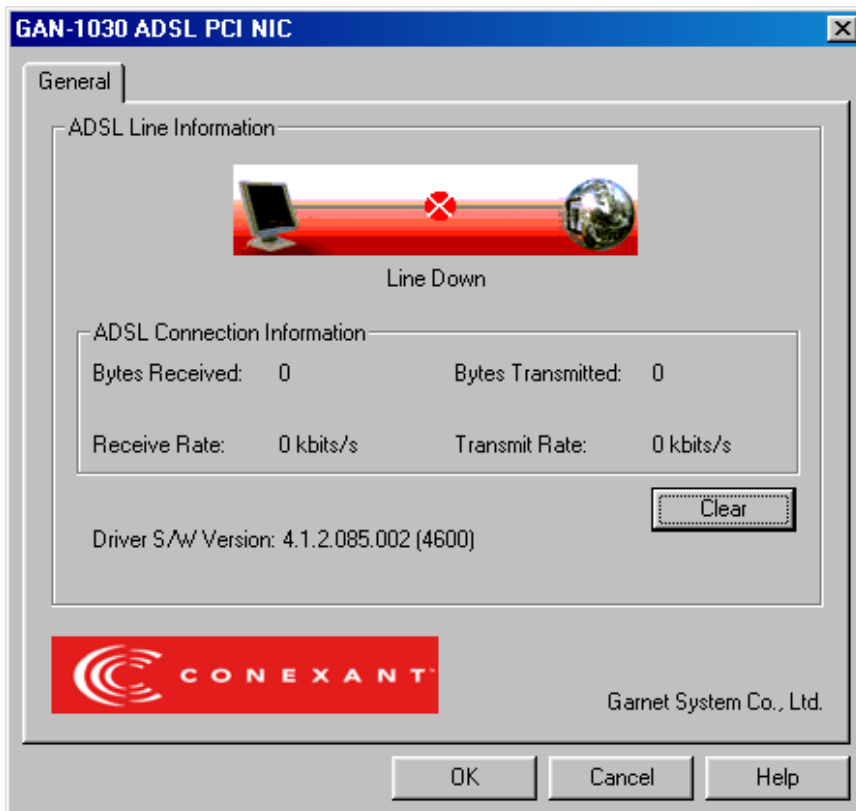 GAN-1030 ADSL PCI NIC
General
ADSL Line Information
Line Down
ADSL Connection Information
Bytes Received: 0 Bytes Transmitted: 0
Receive Rate: 0 kbits/s Transmit Rate: 0 kbits/s
Clear
Driver S/W Version: 4.1.2.085.002 (4600)
CONEXANT™
Garnet System Co., Ltd.
OK Cancel Help